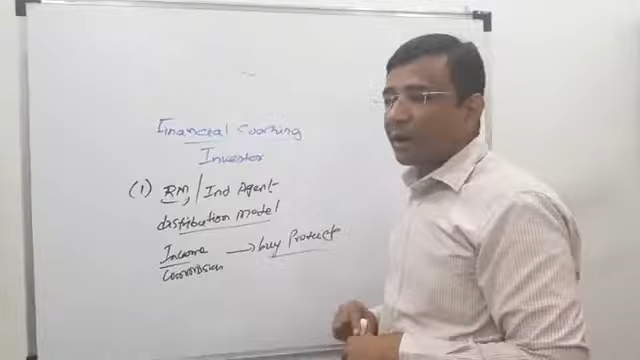 Financial Coaching
Investor
(1) RM, / Ind Agent
distribution model
Income → buy Product
Commission